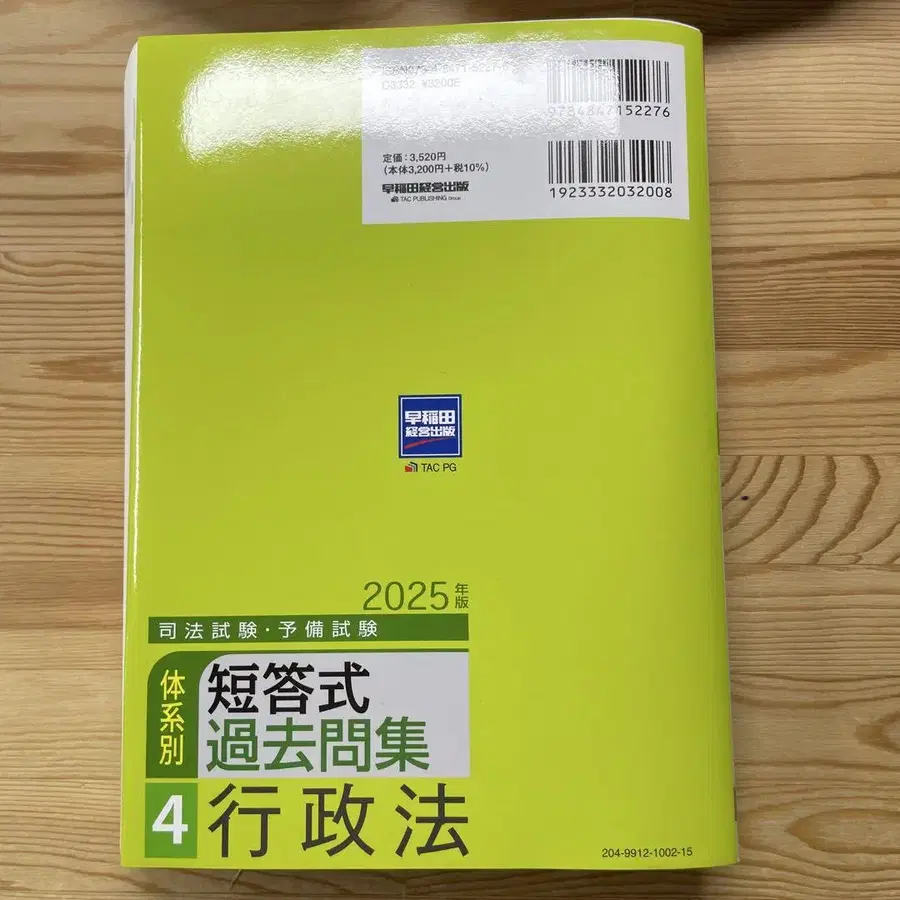 C3332 ¥3200E
9784847152276
定価:3,520円
(本体3,200円+税10%)
早稲田経営出版
TAC PUBLISHING Group
1923332032008
早稲田
経営出版
TAC PG
2025年版
司法試験・予備試験
体系別
短答式
過去問集
4 行政法
204-9912-1002-15